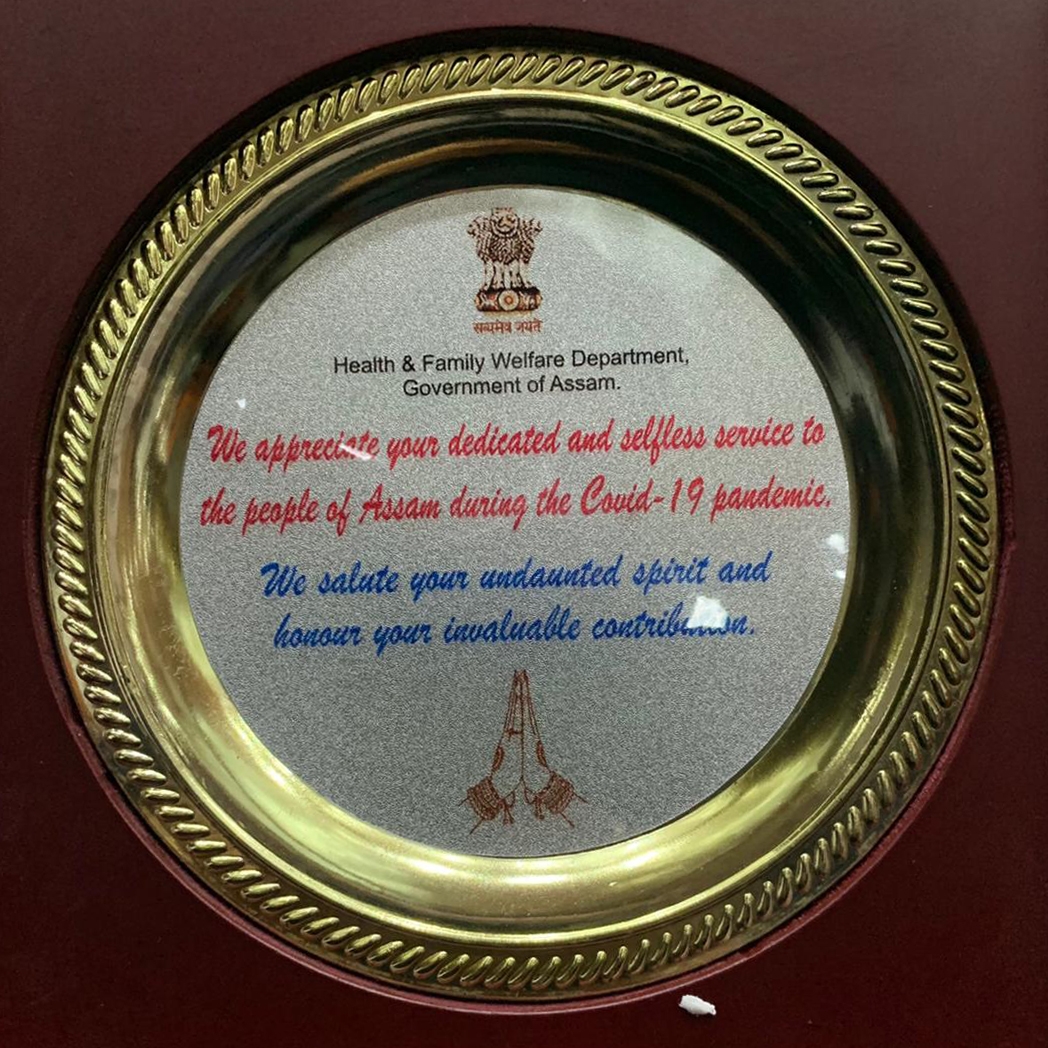 सत्यमेव जयते
Health & Family Welfare Department,
Government of Assam.
We appreciate your dedicated and selfless service to
the people of Assam during the Covid-19 pandemic.
We salute your undaunted spirit and
honour your invaluable contribution.